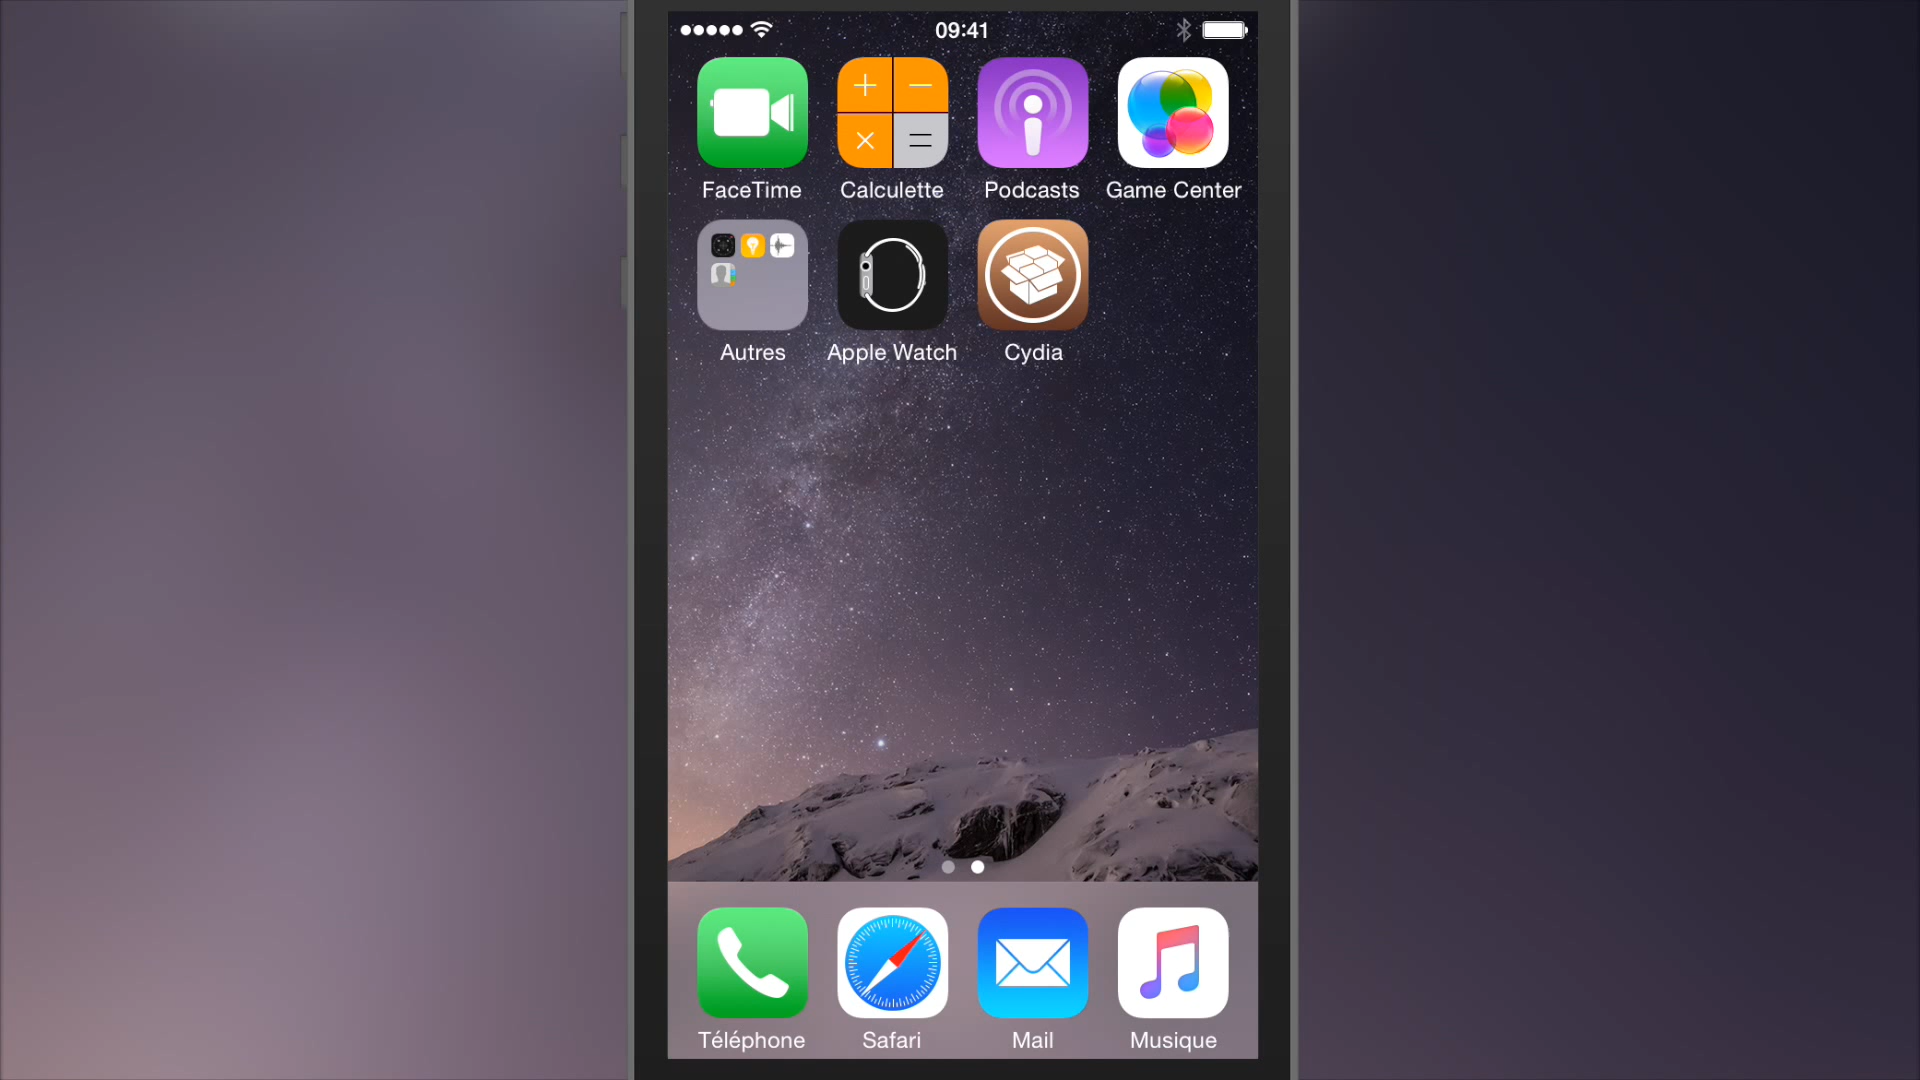 09:41
FaceTime
Calculette
Podcasts
Game Center
Autres
Apple Watch
Cydia
Téléphone
Safari
Mail
Musique